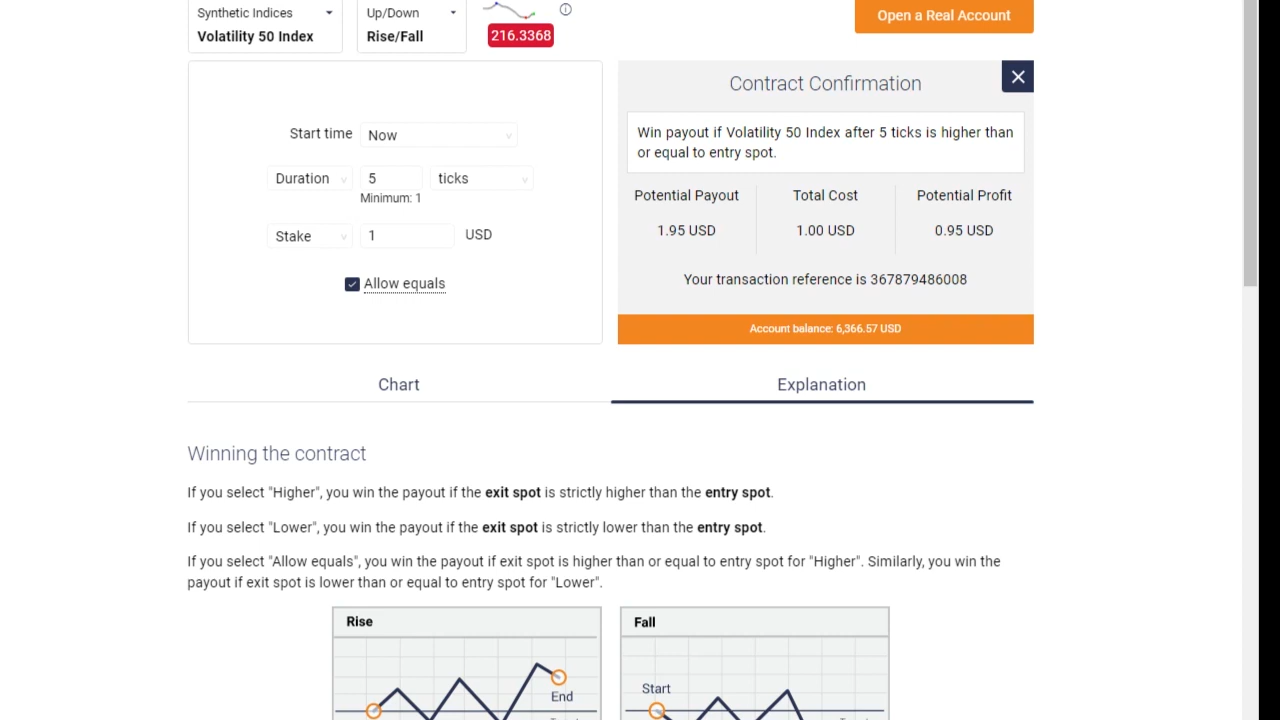 Synthetic Indices
Volatility 50 Index
Up/Down
Rise/Fall
216.3368
Open a Real Account
Start time
Now
Duration
5
ticks
Minimum: 1
Stake
1
USD
Allow equals
Contract Confirmation
Win payout if Volatility 50 Index after 5 ticks is higher than
or equal to entry spot.
Potential Payout
Total Cost
Potential Profit
1.95 USD
1.00 USD
0.95 USD
Your transaction reference is 367879486008
Account balance: 6,366.57 USD
Chart
Explanation
Winning the contract
If you select "Higher", you win the payout if the exit spot is strictly higher than the entry spot.
If you select "Lower", you win the payout if the exit spot is strictly lower than the entry spot.
If you select "Allow equals", you win the payout if exit spot is higher than or equal to entry spot for "Higher". Similarly, you win the
payout if exit spot is lower than or equal to entry spot for "Lower".
Rise
End
Fall
Start